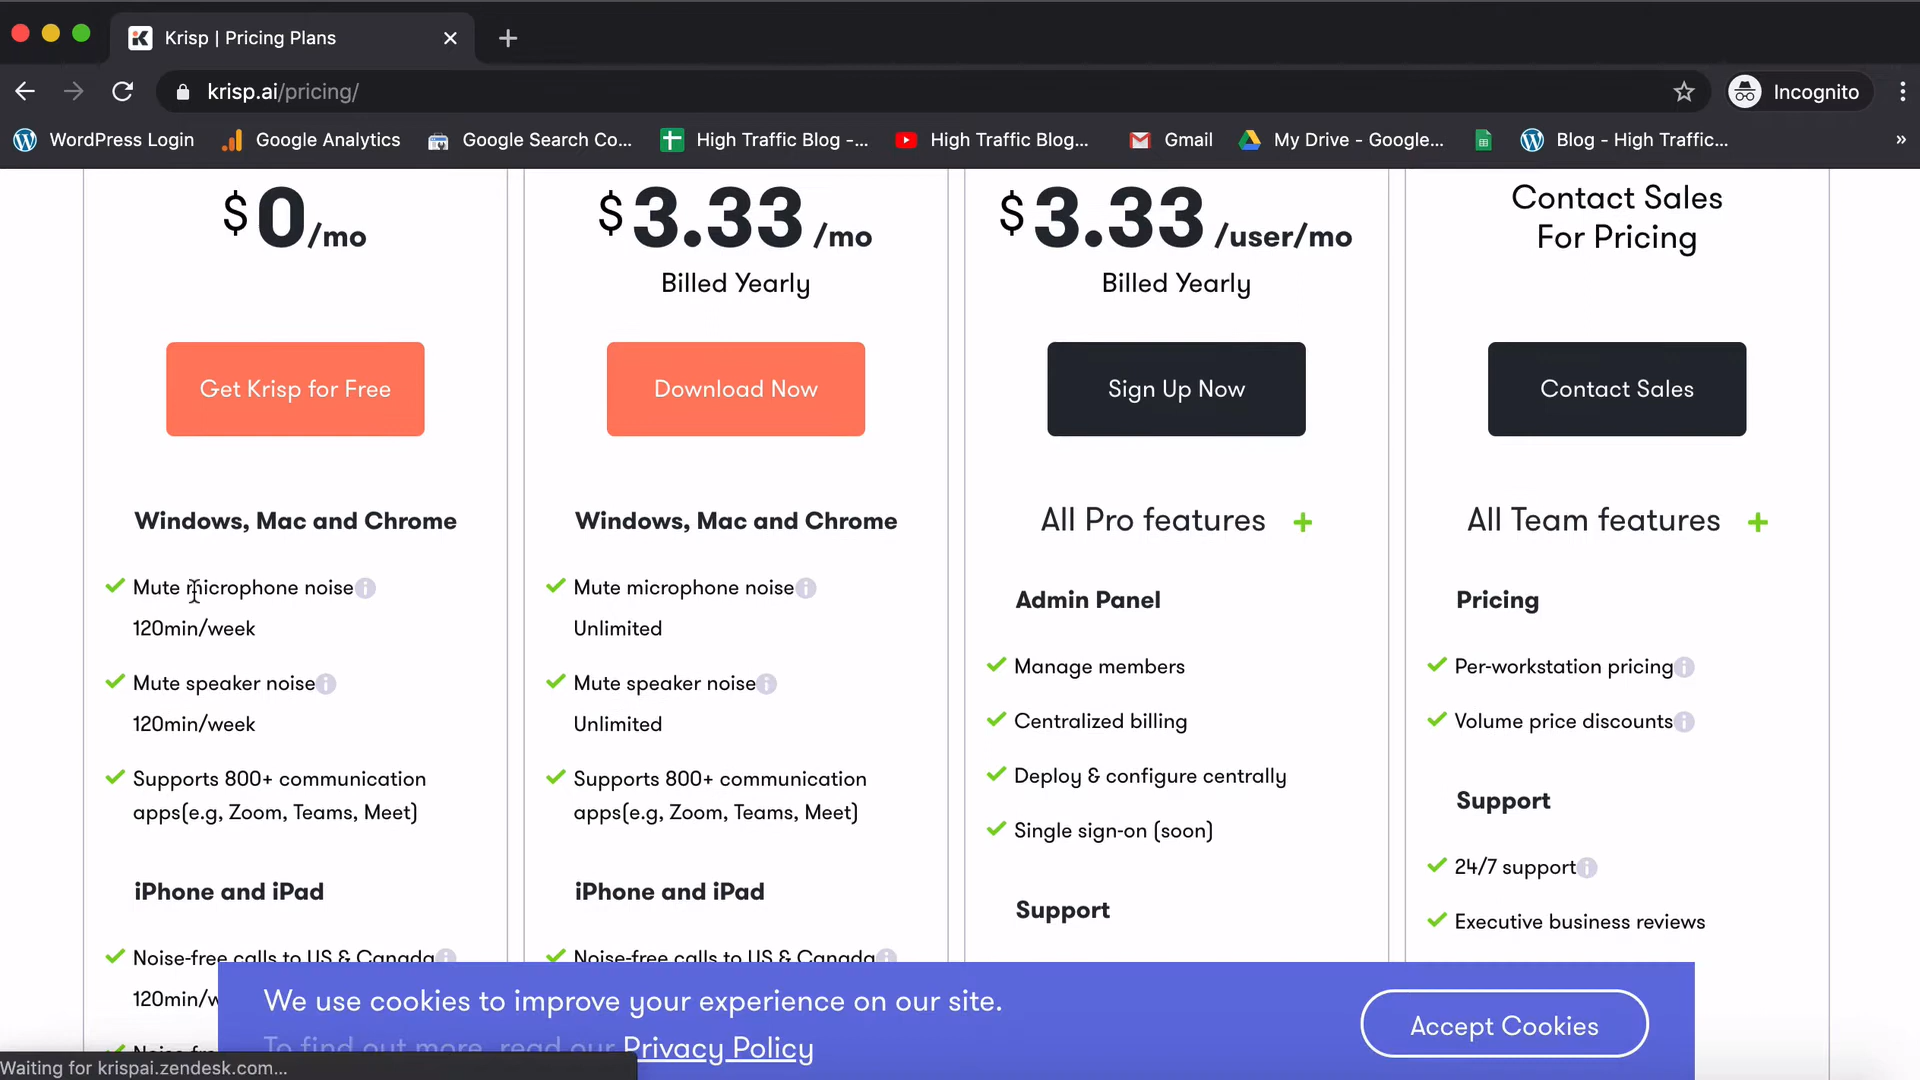 Krisp | Pricing Plans
krisp.ai/pricing/
Incognito
WordPress Login
Google Analytics
Google Search Co...
High Traffic Blog -...
High Traffic Blog...
Gmail
My Drive - Google...
Blog - High Traffic...
»
$0/mo
Get Krisp for Free
Windows, Mac and Chrome
Mute microphone noise
120min/week
Mute speaker noise
120min/week
Supports 800+ communication
apps(e.g, Zoom, Teams, Meet)
iPhone and iPad
Noise-free calls to US & Canada
120min/w
$3.33 /mo
Billed Yearly
Download Now
Windows, Mac and Chrome
Mute microphone noise
Unlimited
Mute speaker noise
Unlimited
Supports 800+ communication
apps(e.g, Zoom, Teams, Meet)
iPhone and iPad
Noise-free calls to US & Canada
$3.33 /user/mo
Billed Yearly
Sign Up Now
All Pro features +
Admin Panel
Manage members
Centralized billing
Deploy & configure centrally
Single sign-on (soon)
Support
Contact Sales
For Pricing
Contact Sales
All Team features +
Pricing
Per-workstation pricing
Volume price discounts
Support
24/7 support
Executive business reviews
We use cookies to improve your experience on our site.
To find out more, read our Privacy Policy
Accept Cookies
Waiting for krispai.zendesk.com...